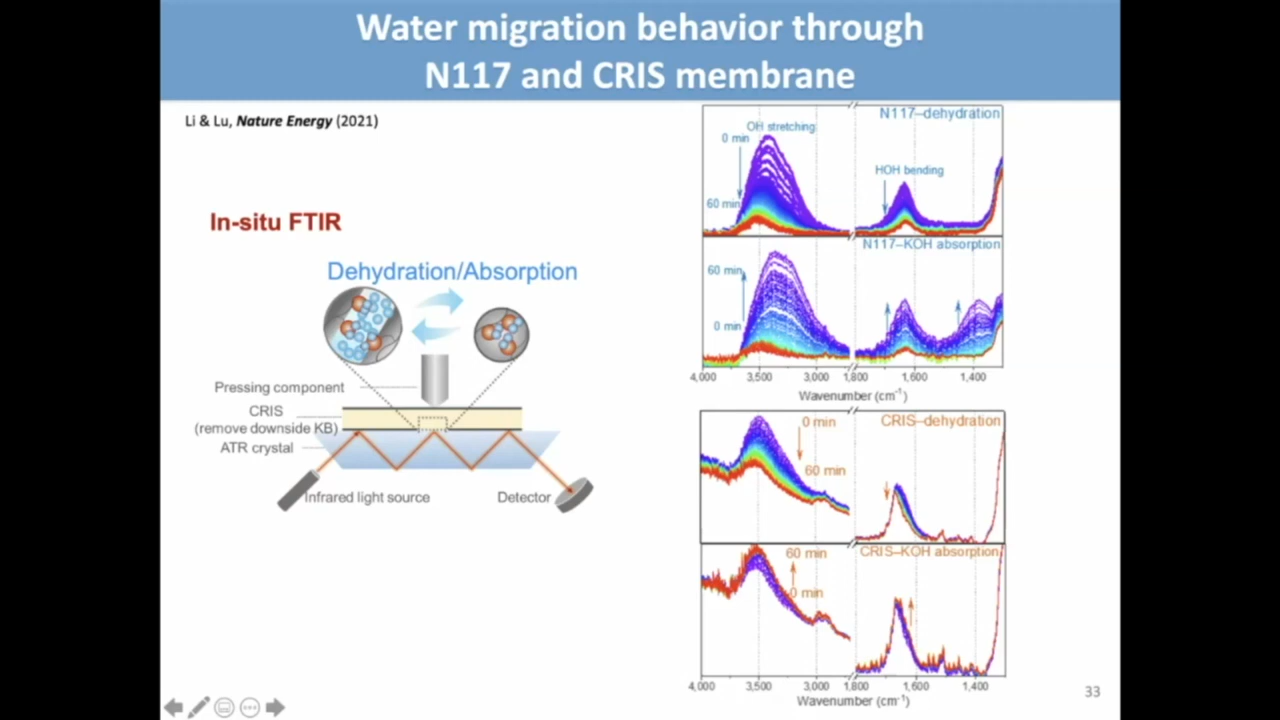 Water migration behavior through
N117 and CRIS membrane
Li & Lu, Nature Energy (2021)
In-situ FTIR
Dehydration/Absorption
Pressing component
CRIS
(remove downside KB)
ATR crystal
Infrared light source
Detector
N117–dehydration
OH stretching
0 min
HOH bending
60 min
N117–KOH absorption
60 min
0 min
4,000 3,500 3,000 1,800 1,600 1,400
Wavenumber (cm⁻¹)
CRIS–dehydration
0 min
60 min
CRIS–KOH absorption
60 min
0 min
4,000 3,500 3,000 1,800 1,600 1,400
Wavenumber (cm⁻¹)
33